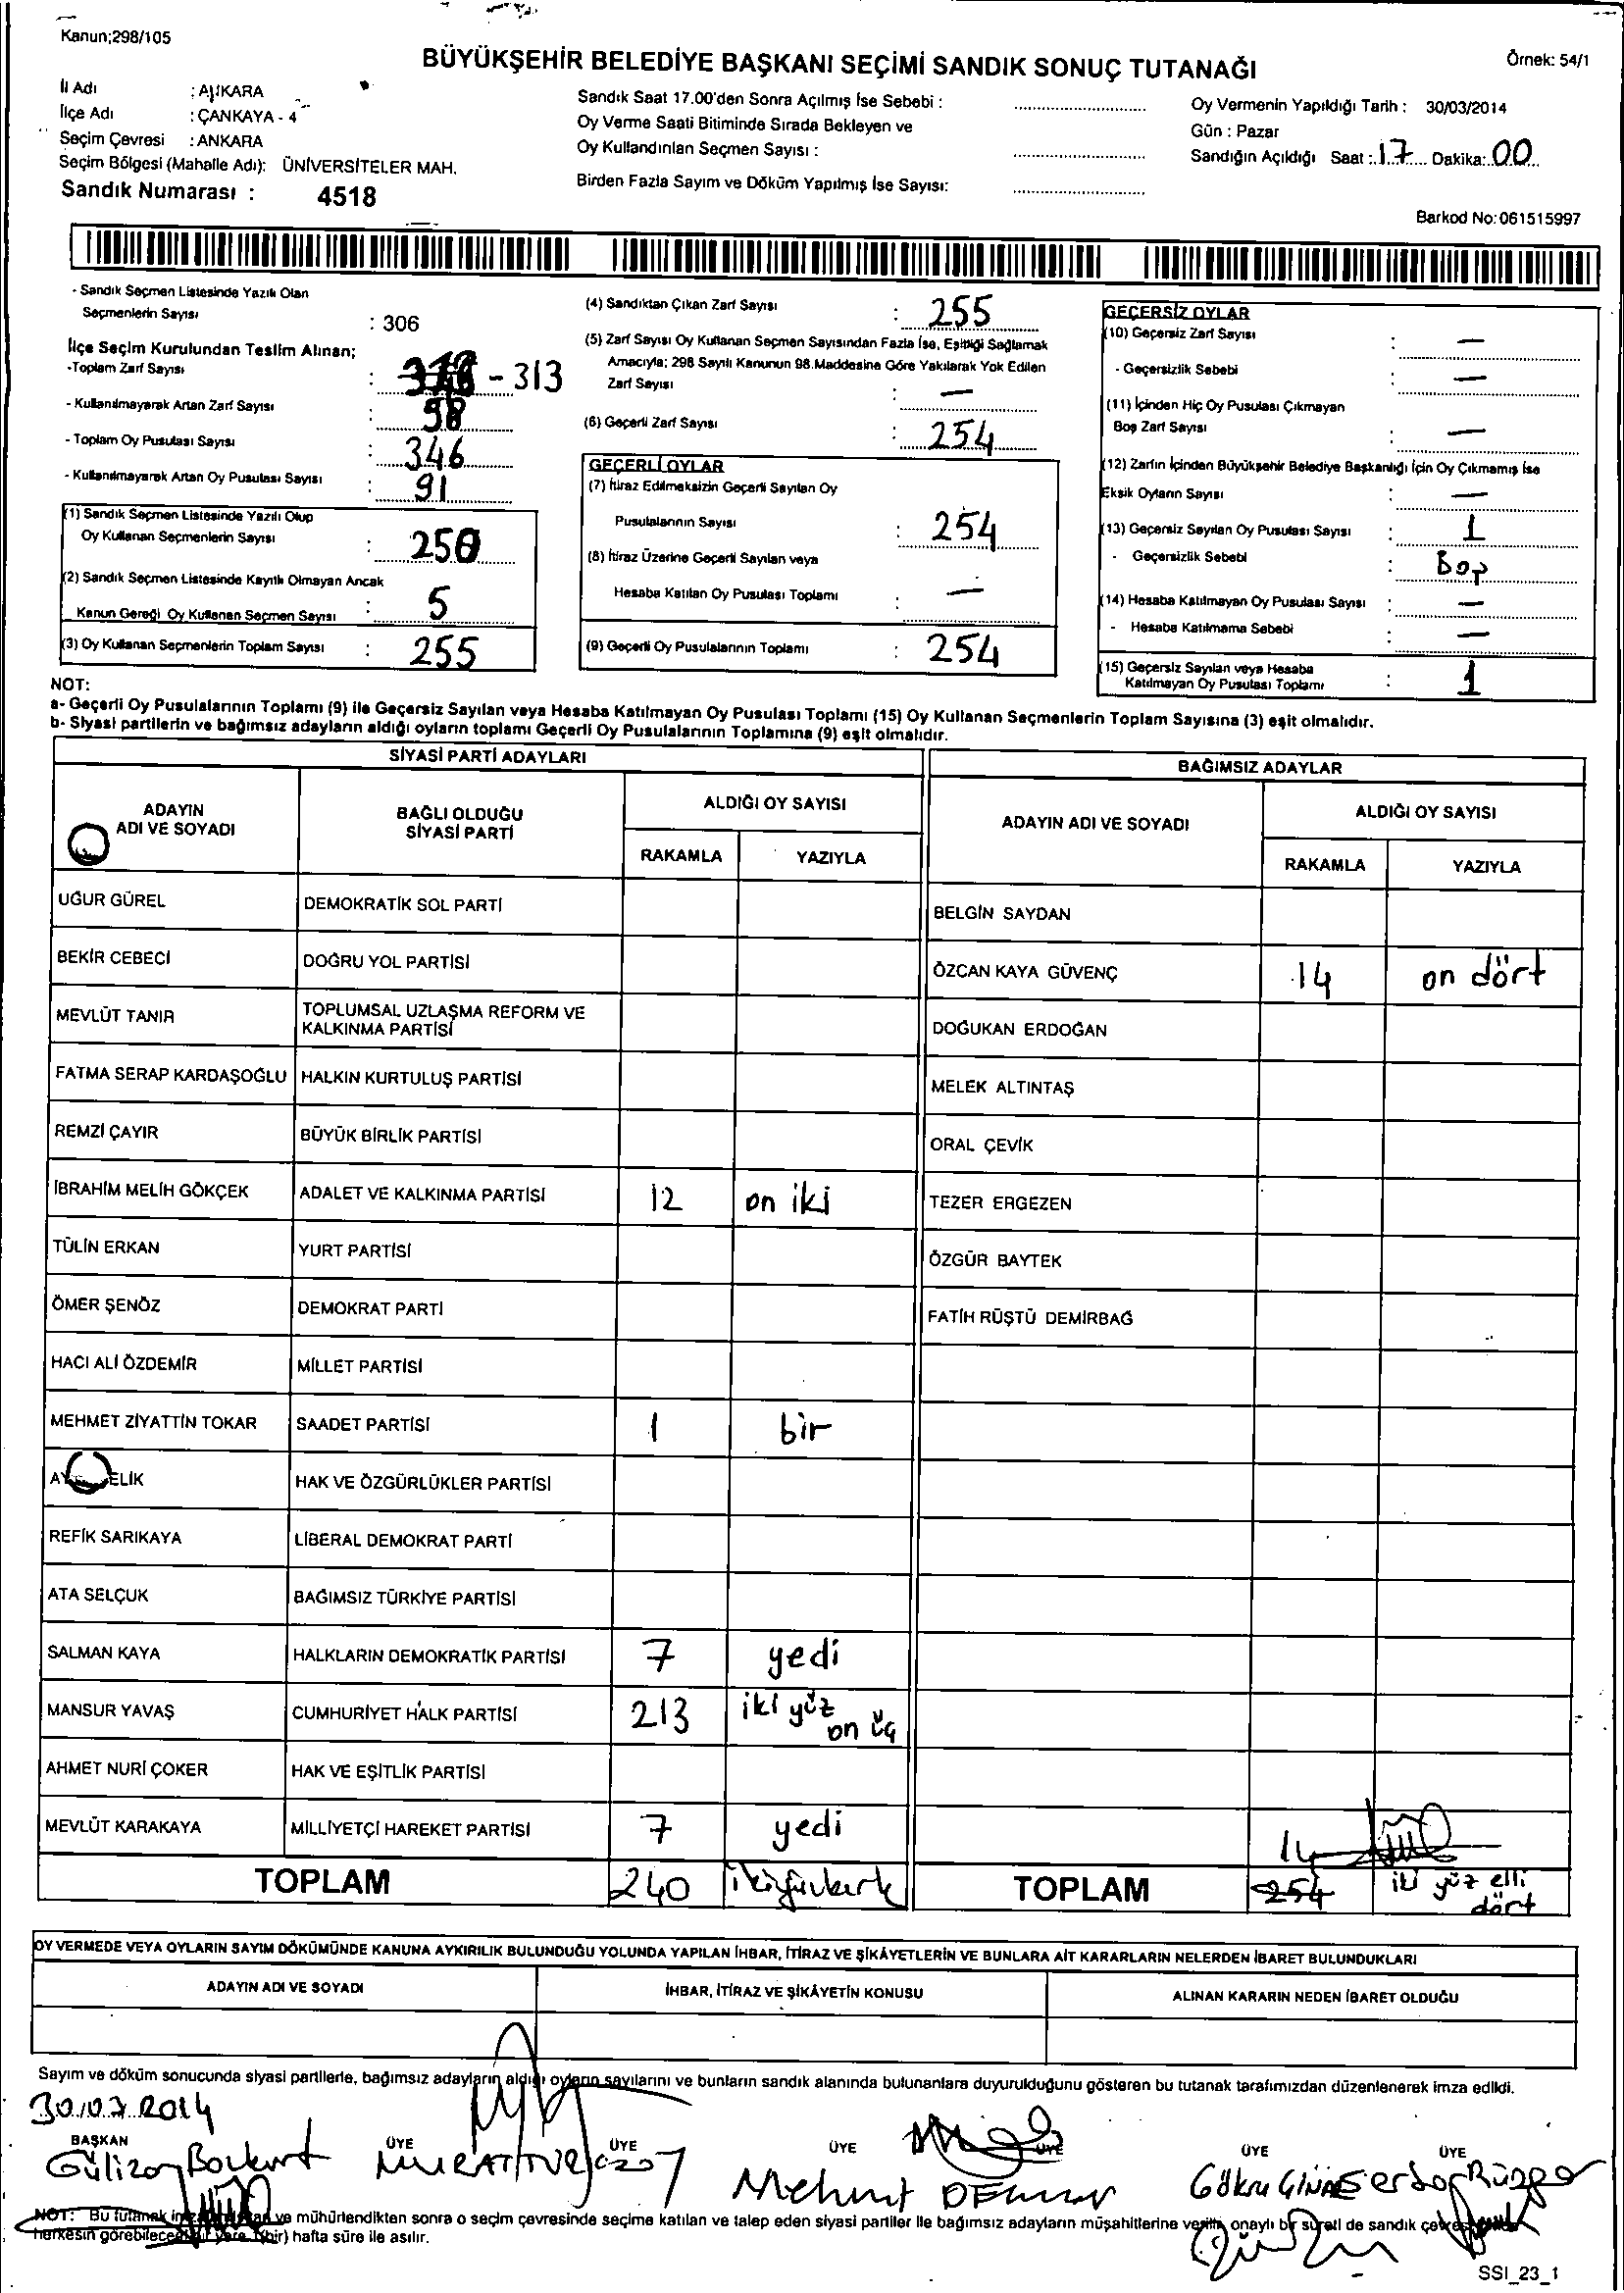 Kanun;298/105
BÜYÜKŞEHİR BELEDİYE BAŞKANI SEÇİMİ SANDIK SONUÇ TUTANAĞI
Örnek: 54/1
İl Adı : ANKARA
İlçe Adı : ÇANKAYA - 4
Seçim Çevresi : ANKARA
Seçim Bölgesi (Mahalle Adı): ÜNİVERSİTELER MAH.
Sandık Numarası : 4518
Sandık Saat 17.00'den Sonra Açılmış İse Sebebi :
Oy Verme Saati Bitiminde Sırada Bekleyen ve
Oy Kullandırılan Seçmen Sayısı :
Birden Fazla Sayım ve Döküm Yapılmış İse Sayısı:
Oy Vermenin Yapıldığı Tarih : 30/03/2014
Gün : Pazar
Sandığın Açıldığı Saat : 17 Dakika: 00
Barkod No: 061515997
- Sandık Seçmen Listesinde Yazılı Olan
Seçmenlerin Sayısı : 306
İlçe Seçim Kurulundan Teslim Alınan;
-Toplam Zarf Sayısı : - 313
- Kullanılmayarak Artan Zarf Sayısı : 58
- Toplam Oy Pusulası Sayısı : 346
- Kullanılmayarak Artan Oy Pusulası Sayısı : 91
(1) Sandık Seçmen Listesinde Yazılı Olup
Oy Kullanan Seçmenlerin Sayısı : 250
(2) Sandık Seçmen Listesinde Kayıtlı Olmayan Ancak
Kanun Gereği Oy Kullanan Seçmen Sayısı : 5
(3) Oy Kullanan Seçmenlerin Toplam Sayısı : 255
(4) Sandıktan Çıkan Zarf Sayısı : 255
(5) Zarf Sayısı Oy Kullanan Seçmen Sayısından Fazla İse, Eşitliği Sağlamak
Amacıyla; 298 Sayılı Kanunun 98.Maddesine Göre Yakılarak Yok Edilen
Zarf Sayısı : —
(6) Geçerli Zarf Sayısı : 254
GEÇERLİ OYLAR
(7) İtiraz Edilmeksizin Geçerli Sayılan Oy
Pusulalarının Sayısı : 254
(8) İtiraz Üzerine Geçerli Sayılan veya
Hesaba Katılan Oy Pusulası Toplamı : —
(9) Geçerli Oy Pusulalarının Toplamı : 254
GEÇERSİZ OYLAR
(10) Geçersiz Zarf Sayısı : —
- Geçersizlik Sebebi : —
(11) İçinden Hiç Oy Pusulası Çıkmayan
Boş Zarf Sayısı : —
(12) Zarfın İçinden Büyükşehir Belediye Başkanlığı İçin Oy Çıkmamış İse
Eksik Oyların Sayısı : —
(13) Geçersiz Sayılan Oy Pusulası Sayısı : 1
- Geçersizlik Sebebi : Boş
(14) Hesaba Katılmayan Oy Pusulası Sayısı : —
- Hesaba Katılmama Sebebi : —
(15) Geçersiz Sayılan veya Hesaba
Katılmayan Oy Pusulası Toplamı : 1
NOT:
a- Geçerli Oy Pusulalarının Toplamı (9) ile Geçersiz Sayılan veya Hesaba Katılmayan Oy Pusulası Toplamı (15) Oy Kullanan Seçmenlerin Toplam Sayısına (3) eşit olmalıdır.
b- Siyasi partilerin ve bağımsız adayların aldığı oyların toplamı Geçerli Oy Pusulalarının Toplamına (9) eşit olmalıdır.
SİYASİ PARTİ ADAYLARI
ADAYIN ADI VE SOYADI
BAĞLI OLDUĞU SİYASİ PARTİ
ALDIĞI OY SAYISI
RAKAMLA YAZIYLA
UĞUR GÜREL DEMOKRATİK SOL PARTİ
BEKİR CEBECİ DOĞRU YOL PARTİSİ
MEVLÜT TANIR TOPLUMSAL UZLAŞMA REFORM VE
KALKINMA PARTİSİ
FATMA SERAP KARDAŞOĞLU HALKIN KURTULUŞ PARTİSİ
REMZİ ÇAYIR BÜYÜK BİRLİK PARTİSİ
İBRAHİM MELİH GÖKÇEK ADALET VE KALKINMA PARTİSİ 12 on iki
TÜLİN ERKAN YURT PARTİSİ
ÖMER ŞENÖZ DEMOKRAT PARTİ
HACI ALİ ÖZDEMİR MİLLET PARTİSİ
MEHMET ZİYATTİN TOKAR SAADET PARTİSİ 1 bir
HAK VE ÖZGÜRLÜKLER PARTİSİ
REFİK SARIKAYA LİBERAL DEMOKRAT PARTİ
ATA SELÇUK BAĞIMSIZ TÜRKİYE PARTİSİ
SALMAN KAYA HALKLARIN DEMOKRATİK PARTİSİ 7 yedi
MANSUR YAVAŞ CUMHURİYET HALK PARTİSİ 213 iki yüz on üç
AHMET NURİ ÇOKER HAK VE EŞİTLİK PARTİSİ
MEVLÜT KARAKAYA MİLLİYETÇİ HAREKET PARTİSİ 7 yedi
TOPLAM 240 ikiyüzkırk
BAĞIMSIZ ADAYLAR
ADAYIN ADI VE SOYADI
ALDIĞI OY SAYISI
RAKAMLA YAZIYLA
BELGİN SAYDAN
ÖZCAN KAYA GÜVENÇ 14 on dört
DOĞUKAN ERDOĞAN
MELEK ALTINTAŞ
ORAL ÇEVİK
TEZER ERGEZEN
ÖZGÜR BAYTEK
FATİH RÜŞTÜ DEMİRBAĞ
14
TOPLAM 254 iki yüz elli dört
OY VERMEDE VEYA OYLARIN SAYIM DÖKÜMÜNDE KANUNA AYKIRILIK BULUNDUĞU YOLUNDA YAPILAN İHBAR, İTİRAZ VE ŞİKÂYETLERİN VE BUNLARA AİT KARARLARIN NELERDEN İBARET BULUNDUKLARI
ADAYIN ADI VE SOYADI
İHBAR, İTİRAZ VE ŞİKÂYETİN KONUSU
ALINAN KARARIN NEDEN İBARET OLDUĞU
Sayım ve döküm sonucunda siyasi partilerle, bağımsız adayların aldığı oyların sayılarını ve bunların sandık alanında bulunanlara duyurulduğunu gösteren bu tutanak tarafımızdan düzenlenerek imza edildi.
30.03.2014
BAŞKAN ÜYE ÜYE ÜYE ÜYE ÜYE ÜYE
Mehmet
NOT: Bu tutanak ve mühürlendikten sonra o seçim çevresinde seçime katılan ve talep eden siyasi partiler ile bağımsız adayların müşahitlerine verilir, onaylı bir sureti de sandık
herkesin görebileceği bir yere 1(bir) hafta süre ile asılır.
SSI_23_1